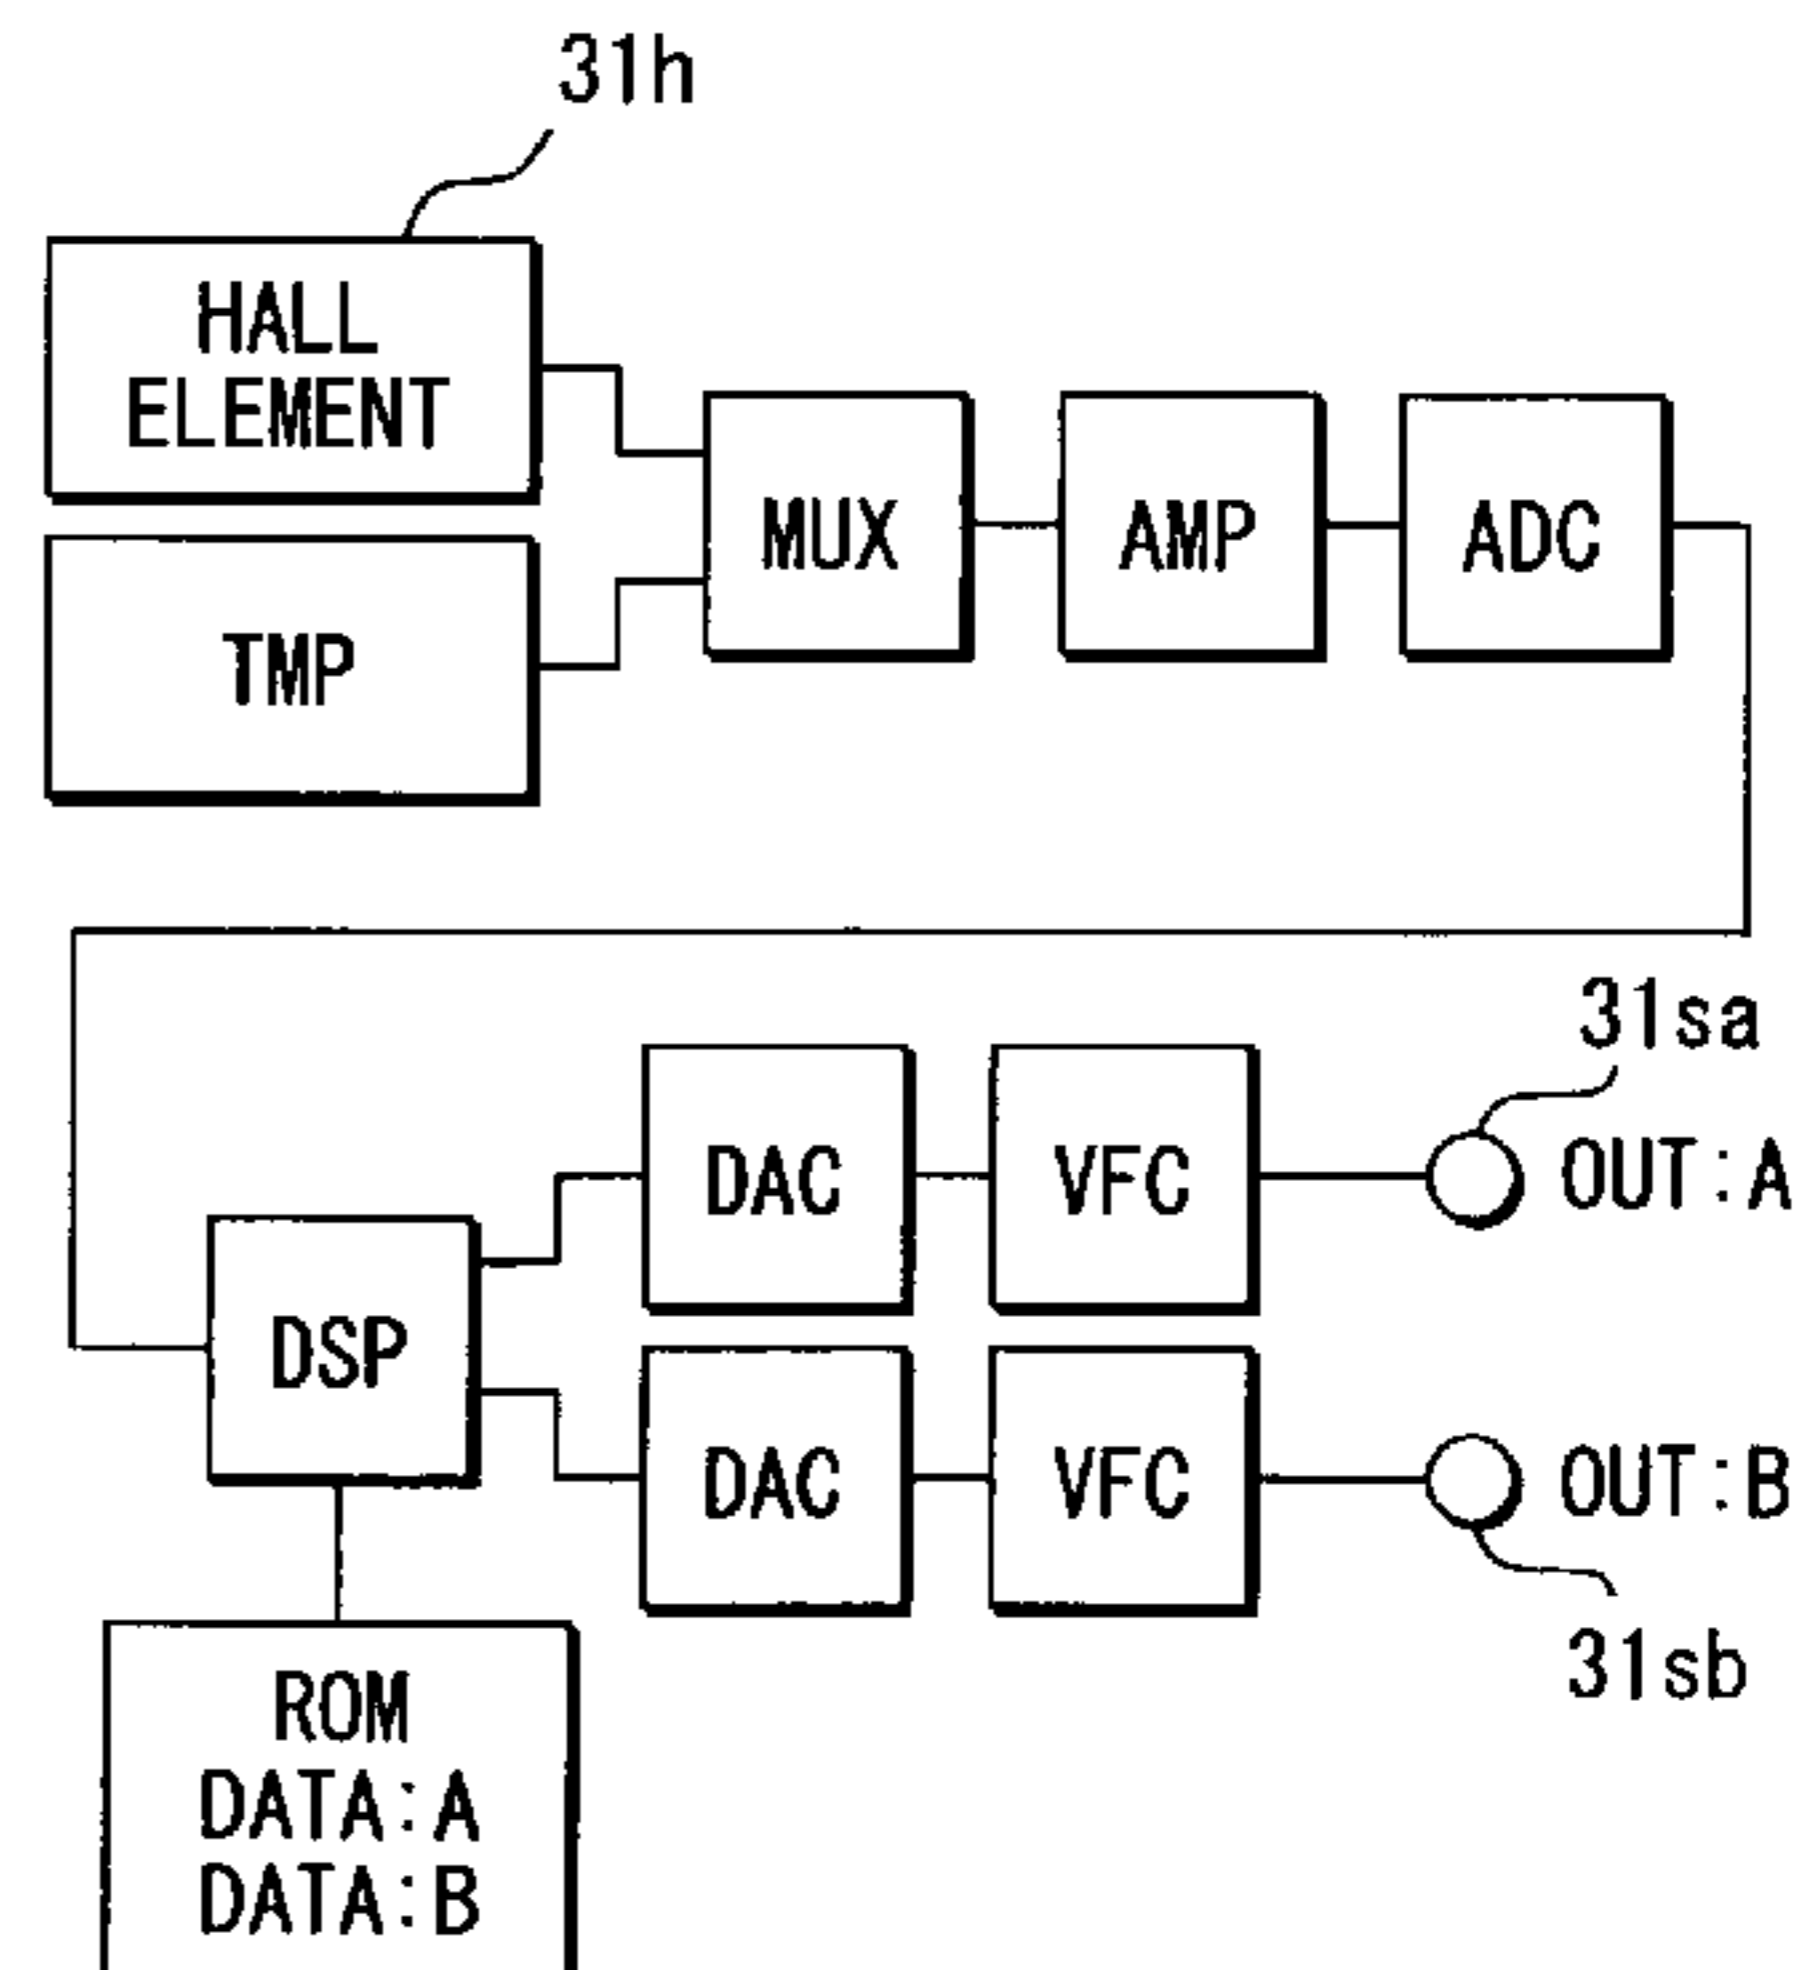 31h
HALL
ELEMENT
TMP
MUX
AMP
ADC
31sa
DAC
VFC
OUT:A
DSP
DAC
VFC
OUT:B
31sb
ROM
DATA:A
DATA:B